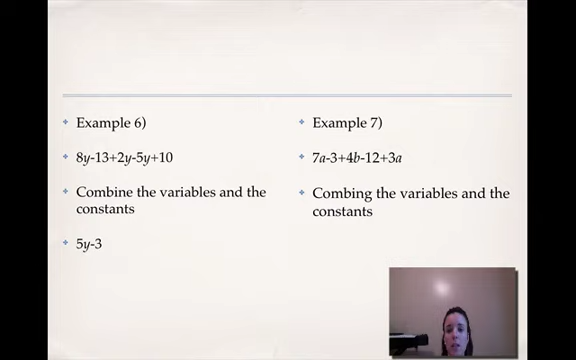 Example 6)
8y-13+2y-5y+10
Combine the variables and the
constants
5y-3
Example 7)
7a-3+4b-12+3a
Combing the variables and the
constants